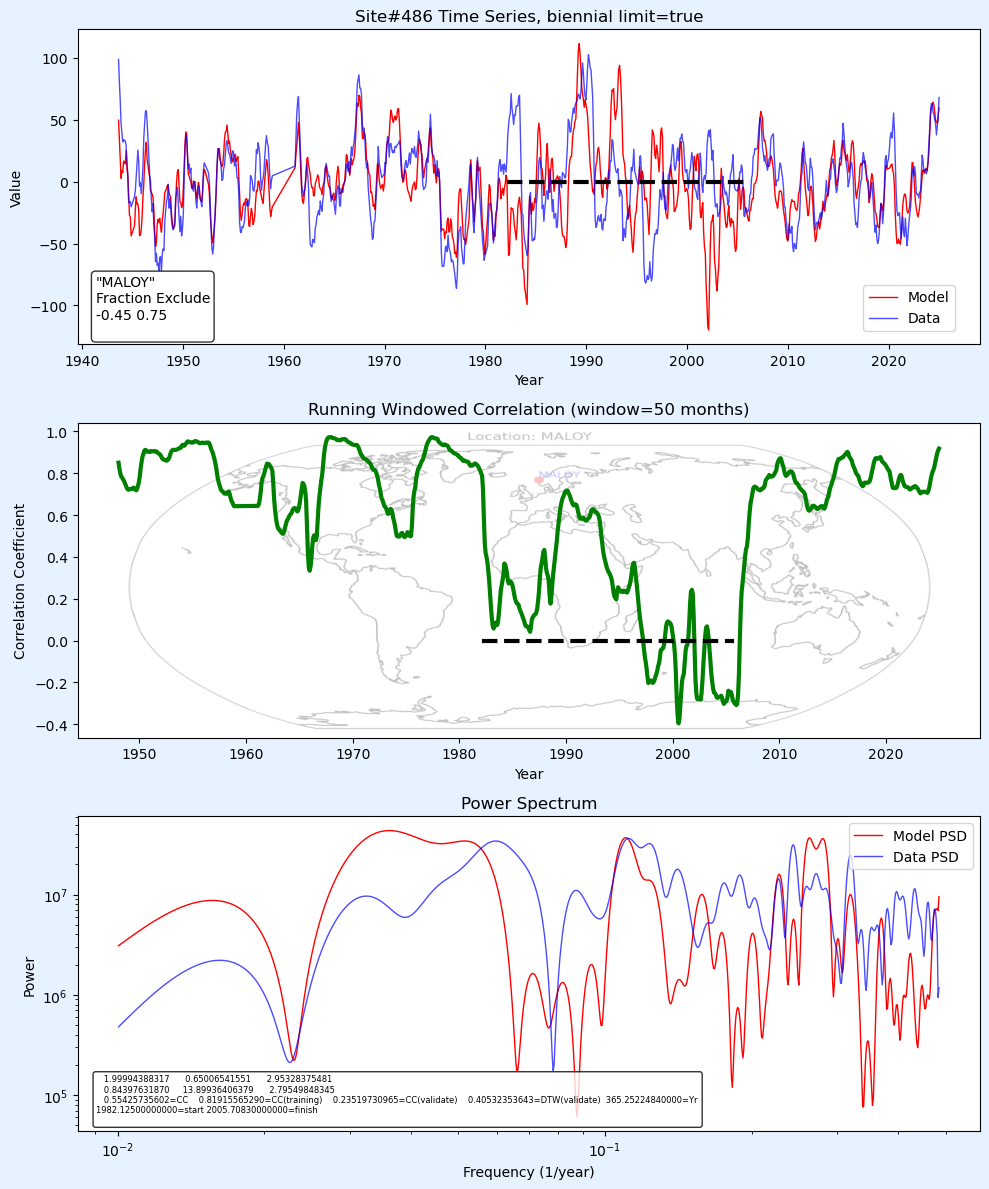 Site#486 Time Series, biennial limit=true
Value
100
50
0
−50
−100
"MALOY"
Fraction Exclude
-0.45 0.75
Model
Data
1940 1950 1960 1970 1980 1990 2000 2010 2020
Year
Running Windowed Correlation (window=50 months)
Location: MALOY
MALOY
Correlation Coefficient
1.0
0.8
0.6
0.4
0.2
0.0
−0.2
−0.4
1950 1960 1970 1980 1990 2000 2010 2020
Year
Power Spectrum
Power
10^7
10^6
10^5
Model PSD
Data PSD
1.99994388317 0.65006541551 2.95328375481
0.84397631870 13.89936406379 2.79549848345
0.55425735602=CC 0.81915565290=CC(training) 0.23519730965=CC(validate) 0.40532353643=DTW(validate) 365.25224840000=Yr
1982.12500000000=start 2005.70830000000=finish
10^−2 10^−1
Frequency (1/year)